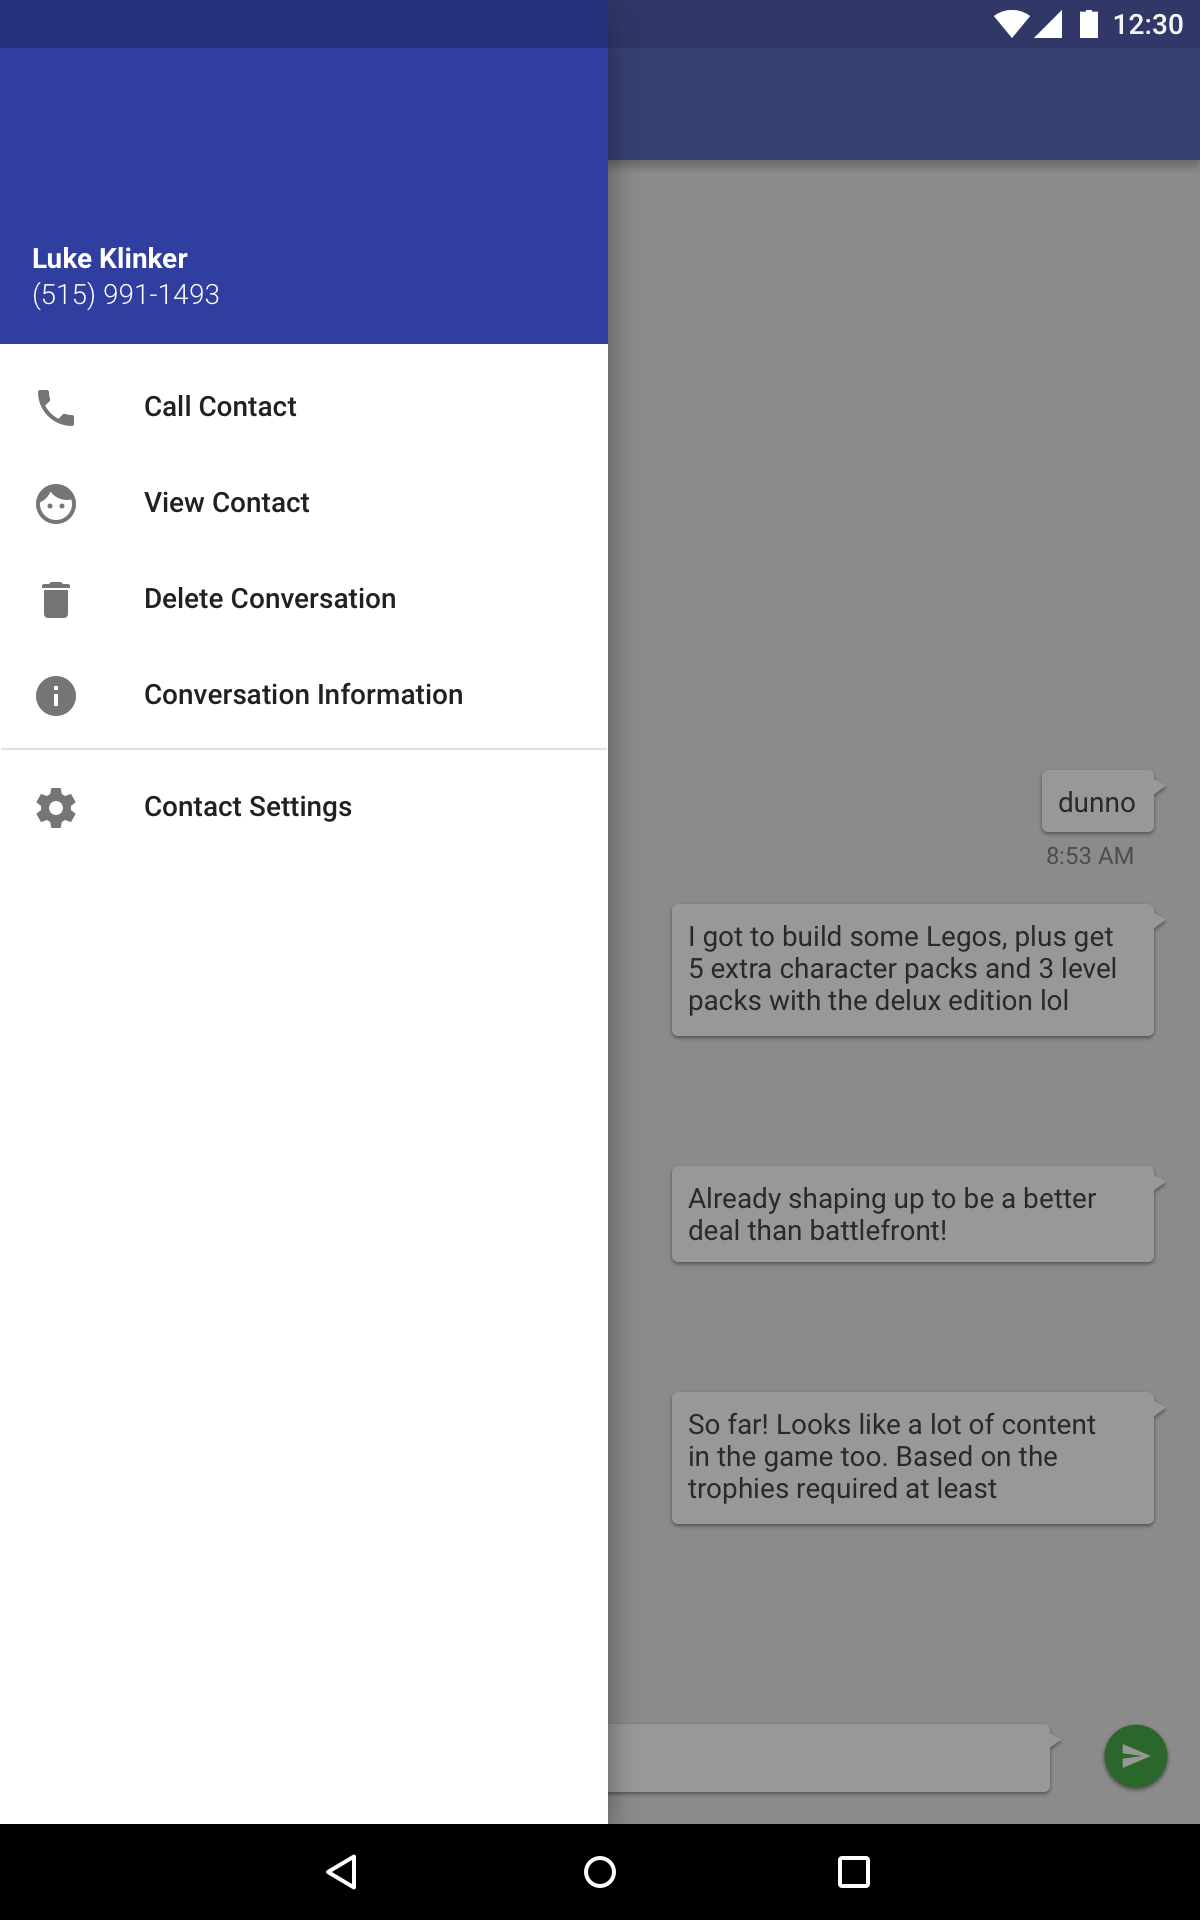 12:30
Luke Klinker
(515) 991-1493
Call Contact
View Contact
Delete Conversation
Conversation Information
Contact Settings
dunno
8:53 AM
I got to build some Legos, plus get
5 extra character packs and 3 level
packs with the delux edition lol
Already shaping up to be a better
deal than battlefront!
So far! Looks like a lot of content
in the game too. Based on the
trophies required at least